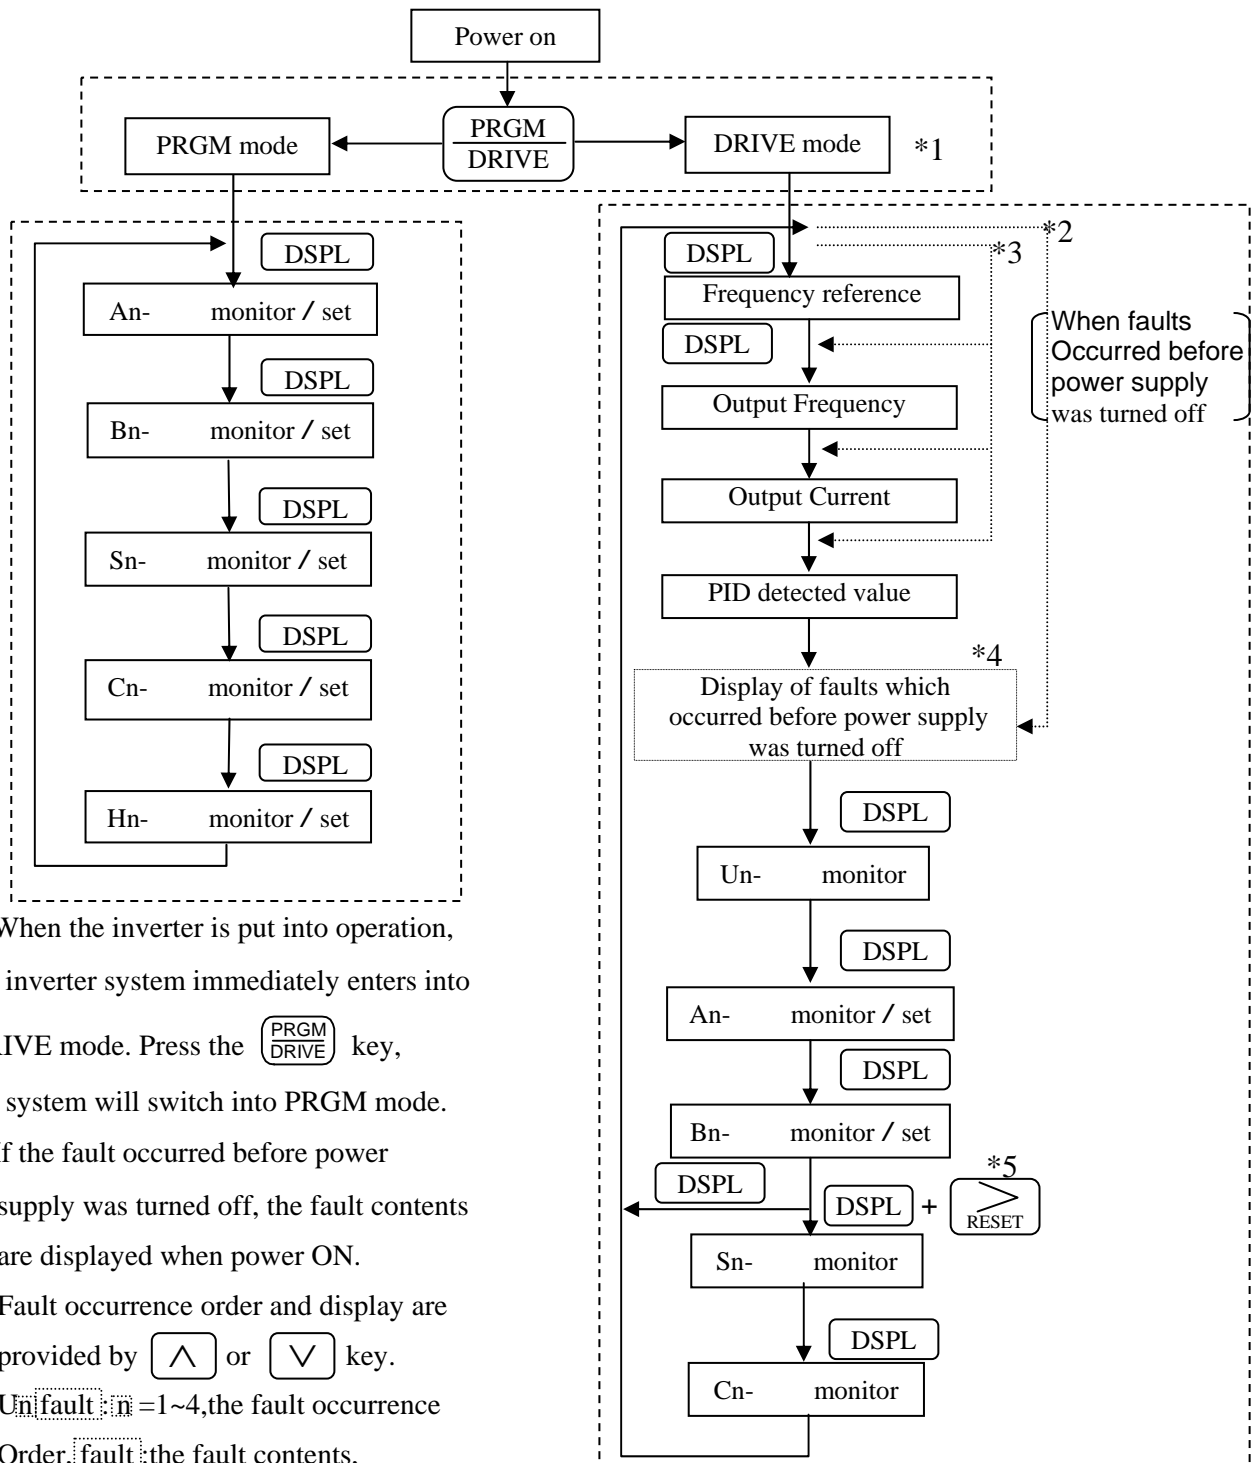 Power on
PRGM mode
PRGM
DRIVE
DRIVE mode
*1
DSPL
An- monitor / set
DSPL
Bn- monitor / set
DSPL
Sn- monitor / set
DSPL
Cn- monitor / set
DSPL
Hn- monitor / set
When the inverter is put into operation,
inverter system immediately enters into
RIVE mode. Press the PRGM DRIVE key,
system will switch into PRGM mode.
If the fault occurred before power
supply was turned off, the fault contents
are displayed when power ON.
Fault occurrence order and display are
provided by ∧ or ∨ key.
Un fault : n =1~4,the fault occurrence
Order, fault :the fault contents.
*2
*3
DSPL
Frequency reference
DSPL
Output Frequency
Output Current
PID detected value
When faults
Occurred before
power supply
was turned off
*4
Display of faults which
occurred before power supply
was turned off
DSPL
Un- monitor
DSPL
An- monitor / set
DSPL
Bn- monitor / set
*5
DSPL
DSPL + > RESET
Sn- monitor
DSPL
Cn- monitor